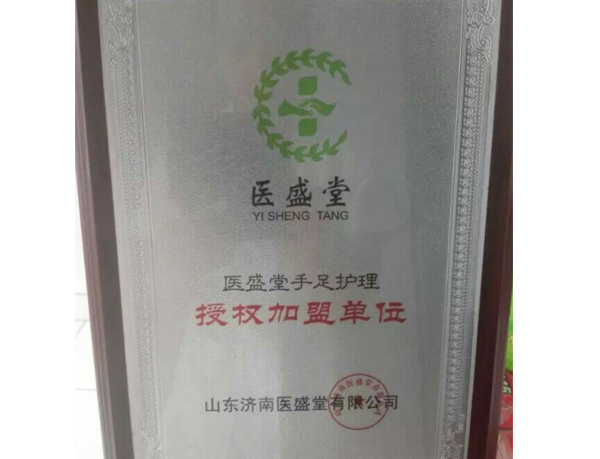 医盛堂
YI SHENG TANG
医盛堂手足护理
授权加盟单位
山东济南医盛堂有限公司